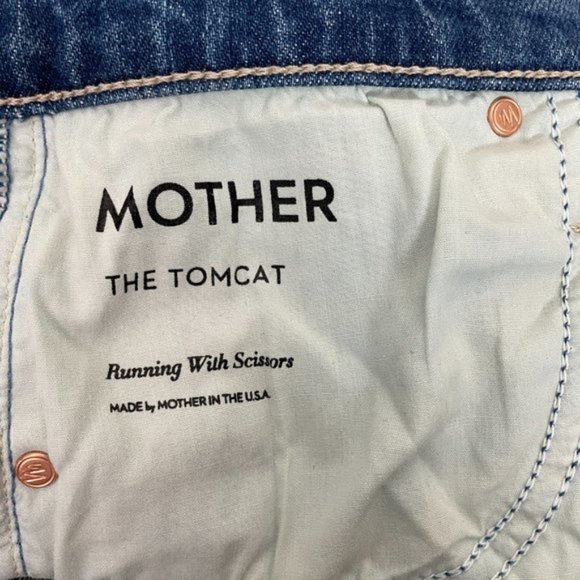 MOTHER
THE TOMCAT
Running With Scissors
MADE by MOTHER IN THE U.S.A.